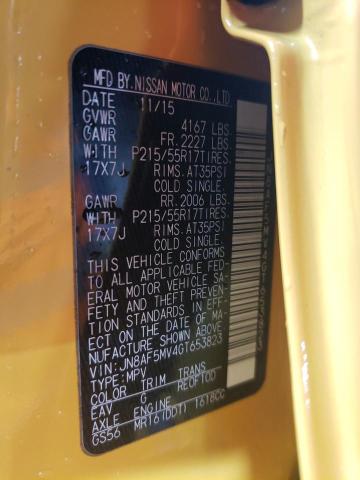 MFD BY.NISSAN MOTOR CO.,LTD
DATE 11/15
GVWR 4167 LBS.
GAWR FR.2227 LBS.
WITH P215/55R17TIRES.
17X7J RIMS.AT35PSI
COLD SINGLE.
GAWR RR.2006 LBS.
WITH P215/55R17TIRES.
17X7J RIMS.AT35PSI
COLD SINGLE.
THIS VEHICLE CONFORMS
TO ALL APPLICABLE FED-
ERAL MOTOR VEHICLE SA-
FETY AND THEFT PREVEN-
TION STANDARDS IN EFF-
ECT ON THE DATE OF MA-
NUFACTURE SHOWN ABOVE
VIN:JN8AF5MV4GT653823
TYPE:MPV
COLOR TRIM TRANS
EAV G RE0F10D
AXLE ENGINE
GS56 MR16(DDT) 1618CC